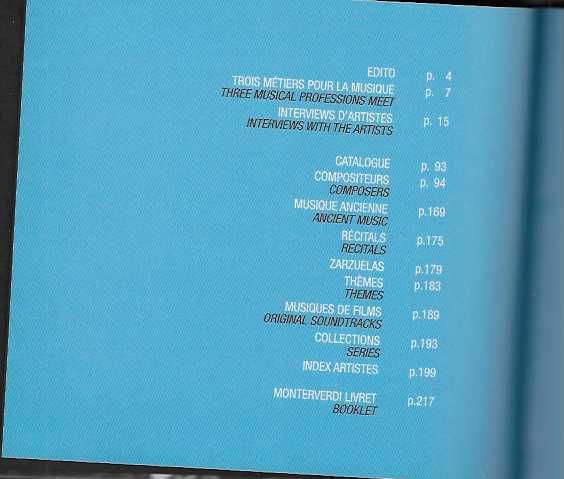 EDITO p. 4
TROIS MÉTIERS POUR LA MUSIQUE p. 7
THREE MUSICAL PROFESSIONS MEET
INTERVIEWS D'ARTISTES p. 15
INTERVIEWS WITH THE ARTISTS
CATALOGUE p. 93
COMPOSITEURS p. 94
COMPOSERS
MUSIQUE ANCIENNE p.169
ANCIENT MUSIC
RÉCITALS p.175
RECITALS
ZARZUELAS p.179
THÈMES p.183
THEMES
MUSIQUES DE FILMS p.189
ORIGINAL SOUNDTRACKS
COLLECTIONS p.193
SERIES
INDEX ARTISTES p.199
MONTERVERDI LIVRET p.217
BOOKLET